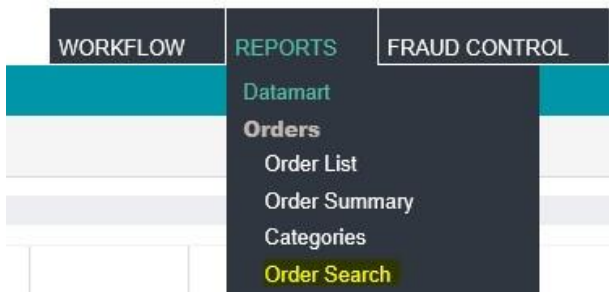 WORKFLOW REPORTS FRAUD CONTROL
Datamart
Orders
Order List
Order Summary
Categories
Order Search